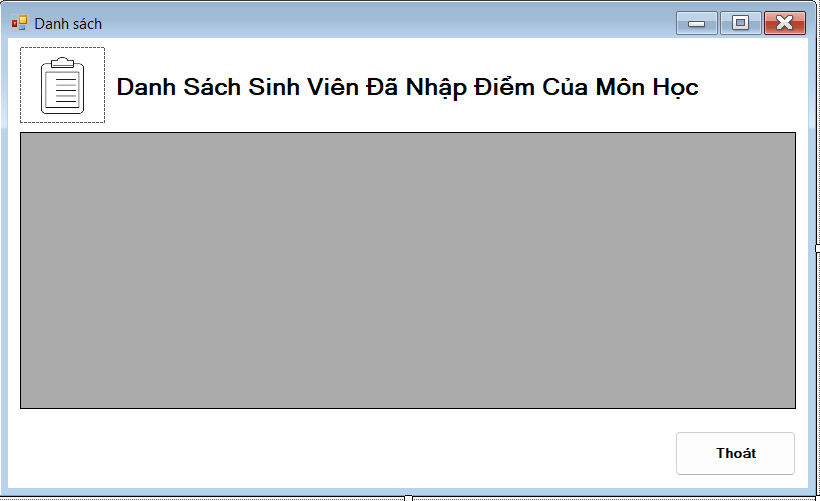 Danh sách
Danh Sách Sinh Viên Đã Nhập Điểm Của Môn Học
Thoát